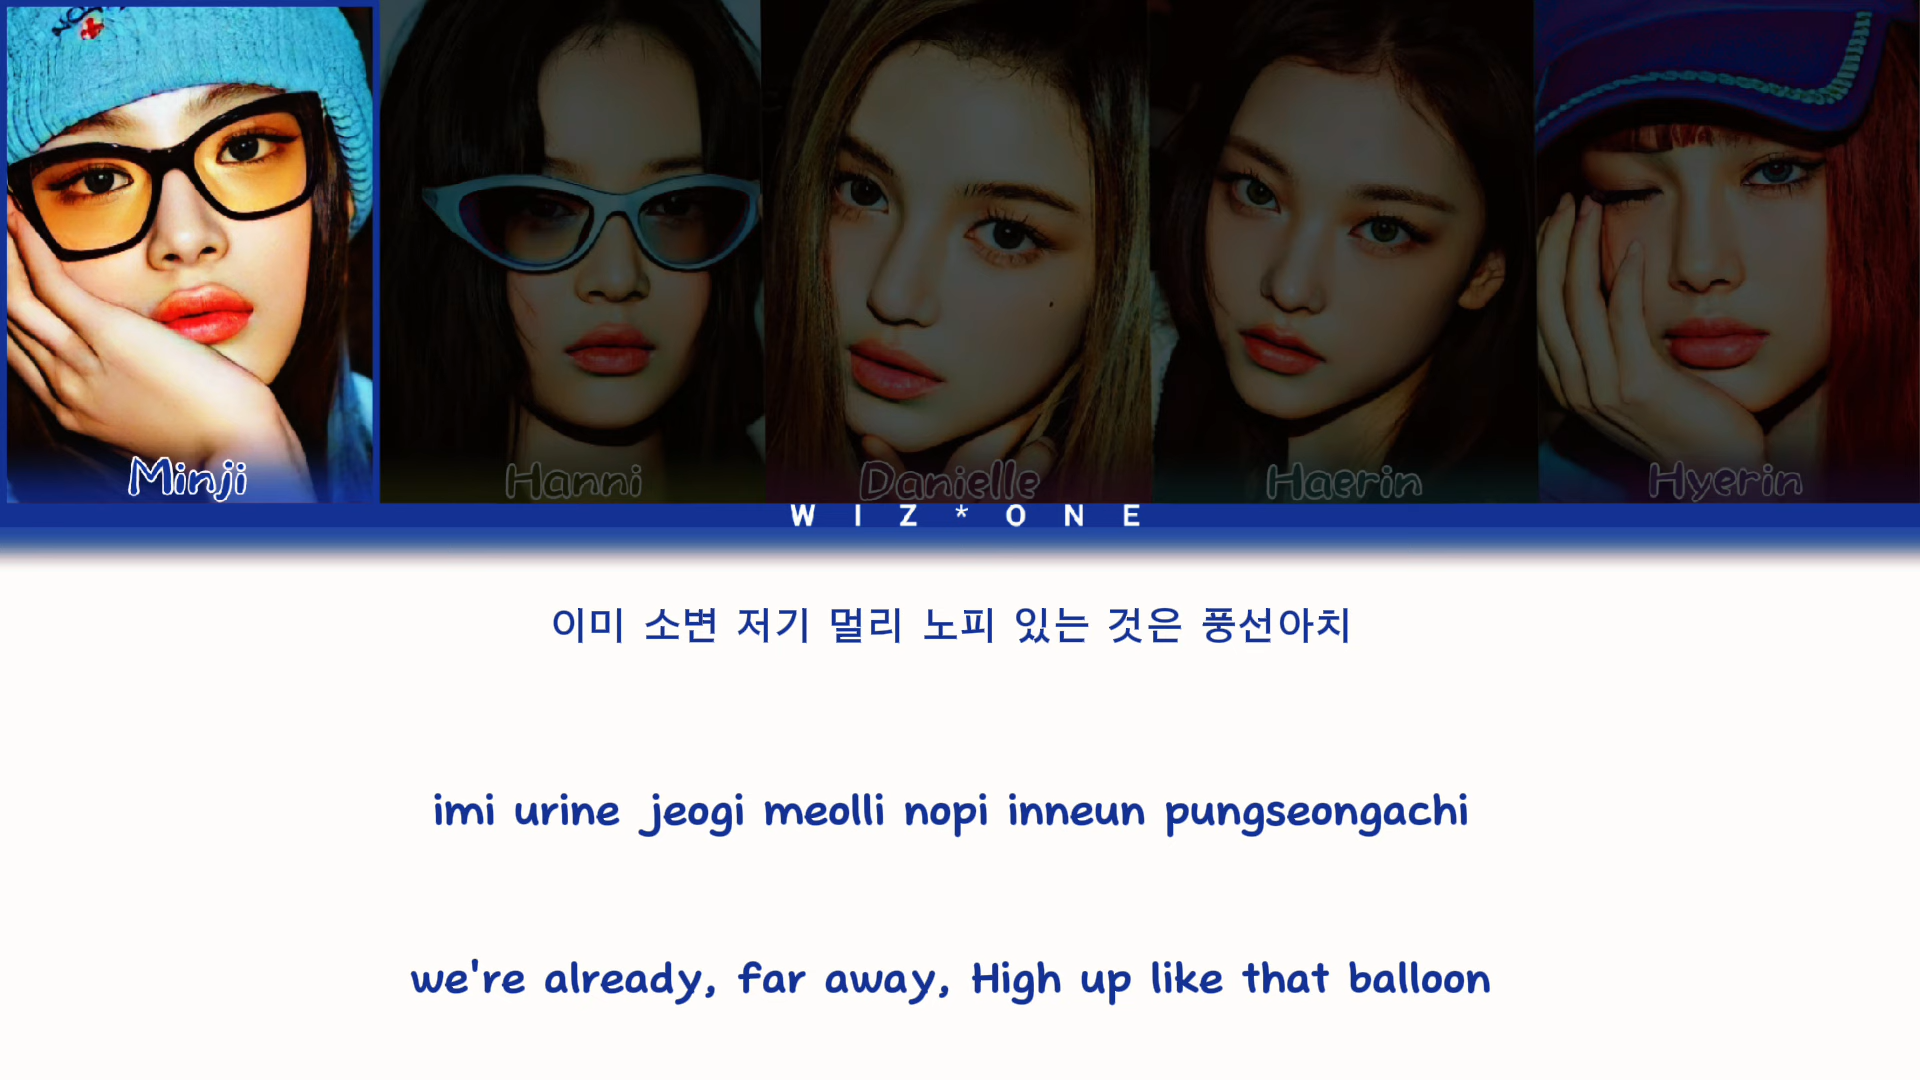 Minji Hanni Danielle Haerin Hyerin
WIZ*ONE
이미 소변 저기 멀리 노피 있는 것은 풍선아치
imi urine jeogi meolli nopi inneun pungseongachi
we're already, far away, High up like that balloon